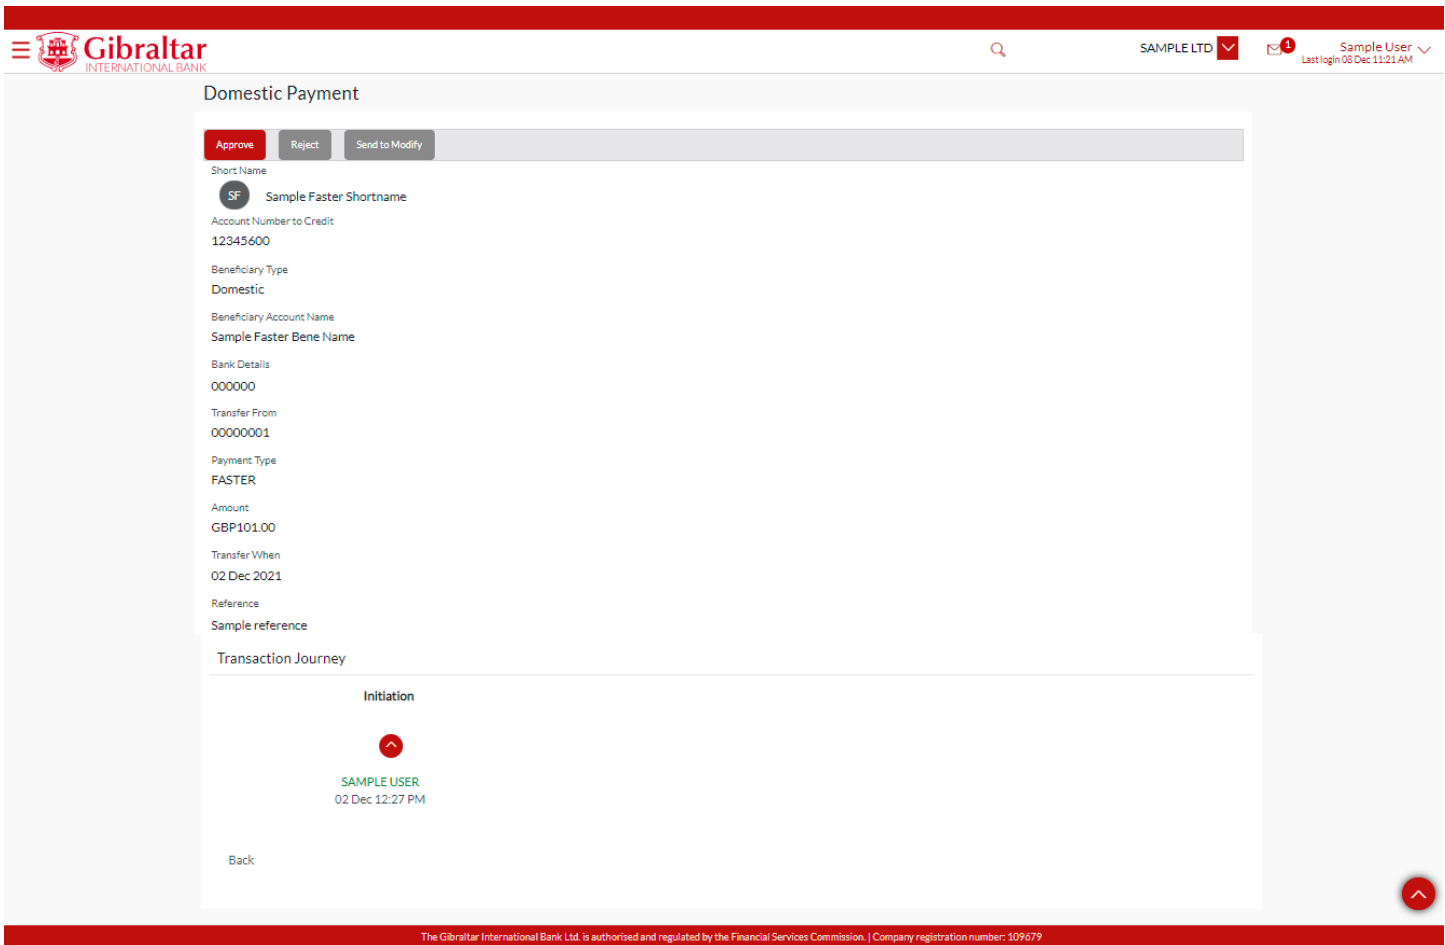 Gibraltar
INTERNATIONAL BANK
SAMPLE LTD
1
Sample User
Last login 08 Dec 11:21 AM
Domestic Payment
Approve Reject Send to Modify
Short Name
SF Sample Faster Shortname
Account Number to Credit
12345600
Beneficiary Type
Domestic
Beneficiary Account Name
Sample Faster Bene Name
Bank Details
000000
Transfer From
00000001
Payment Type
FASTER
Amount
GBP101.00
Transfer When
02 Dec 2021
Reference
Sample reference
Transaction Journey
Initiation
SAMPLE USER
02 Dec 12:27 PM
Back
The Gibraltar International Bank Ltd. is authorised and regulated by the Financial Services Commission. | Company registration number: 109679